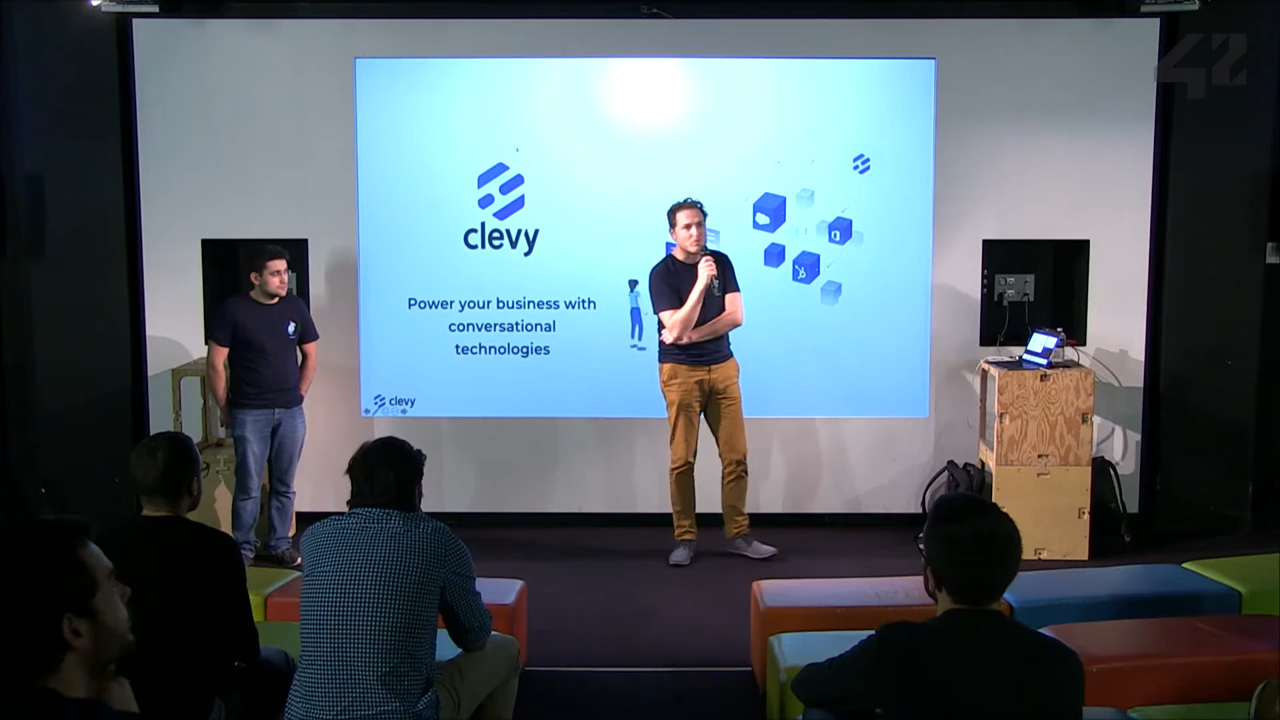 42
clevy
Power your business with
conversational
technologies
clevy